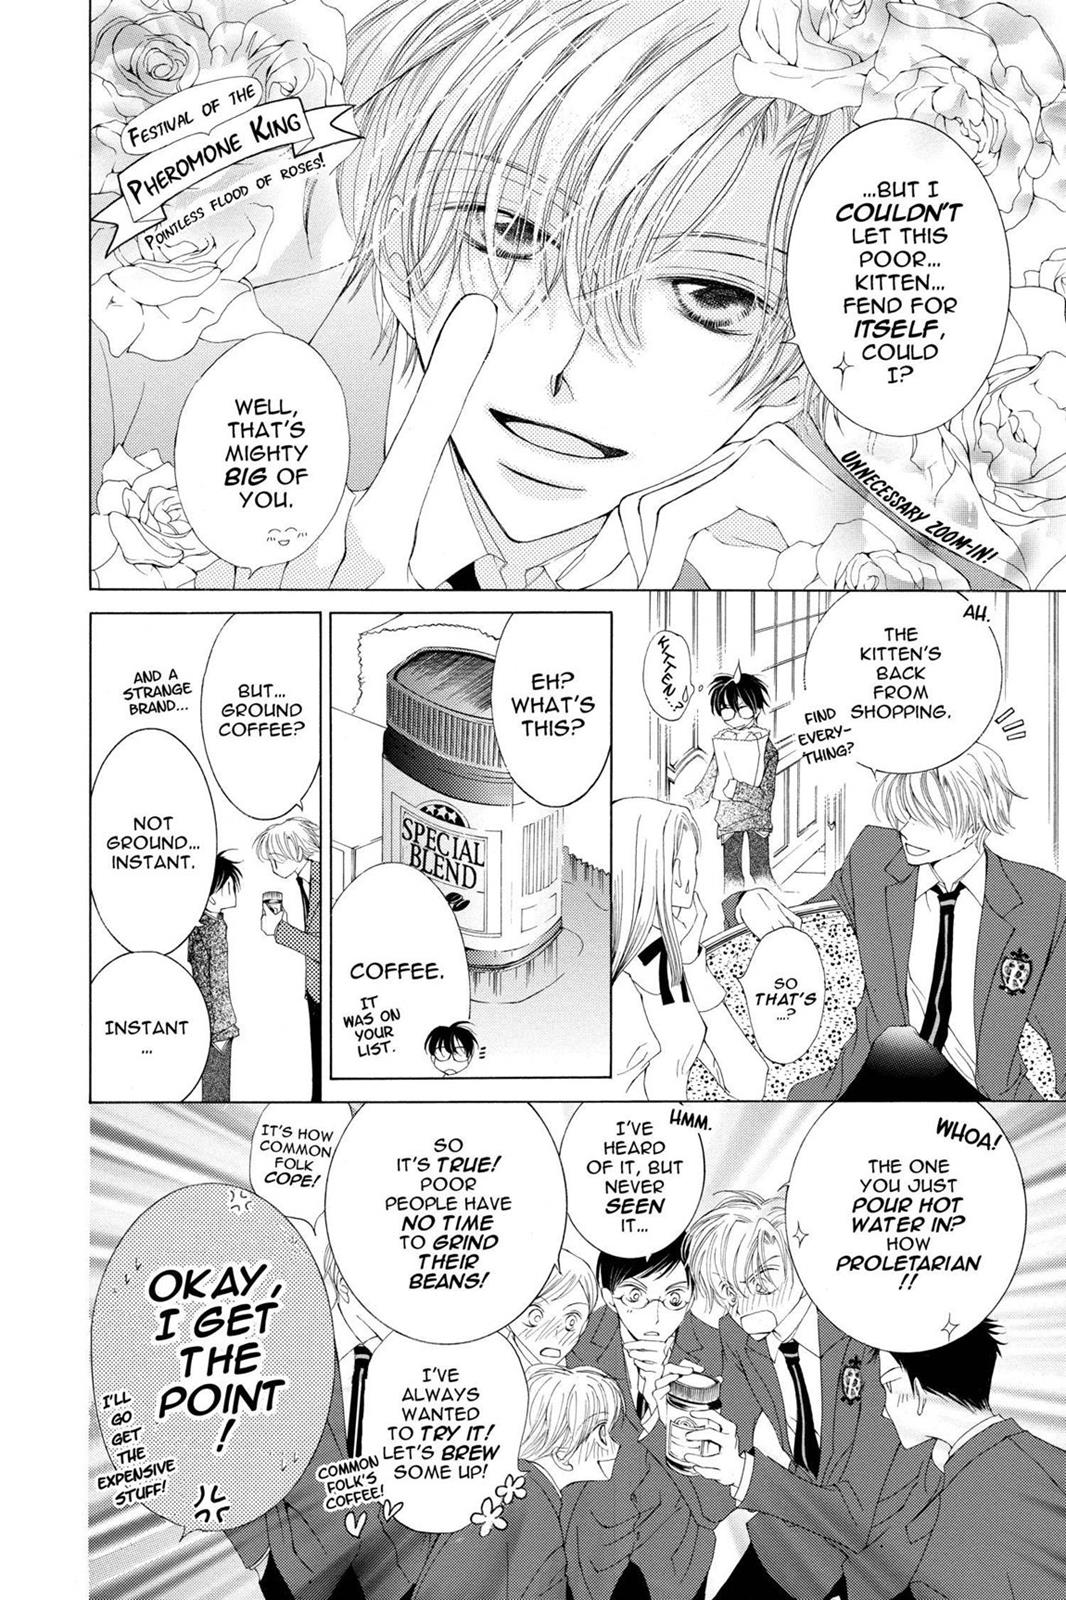 FESTIVAL OF THE
PHEROMONE KING
POINTLESS FLOOD OF ROSES!
...BUT I
COULDN'T
LET THIS
POOR...
KITTEN...
FEND FOR
ITSELF,
COULD
I?
WELL,
THAT'S
MIGHTY
BIG OF
YOU.
UNNECESSARY ZOOM-IN!
AH.
THE
KITTEN'S
BACK
FROM
SHOPPING.
FIND
EVERY-
THING?
KITTEN...?
SO
THAT'S
...?
EH?
WHAT'S
THIS?
SPECIAL
BLEND
COFFEE.
IT
WAS ON
YOUR
LIST.
BUT...
GROUND
COFFEE?
AND A
STRANGE
BRAND...
NOT
GROUND...
INSTANT.
INSTANT
...
WHOA!
THE ONE
YOU JUST
POUR HOT
WATER IN?
HOW
PROLETARIAN
!!
HMM.
I'VE
HEARD
OF IT, BUT
NEVER
SEEN
IT...
SO
IT'S TRUE!
POOR
PEOPLE HAVE
NO TIME
TO GRIND
THEIR
BEANS!
IT'S HOW
COMMON
FOLK
COPE!
I'VE
ALWAYS
WANTED
TO TRY IT!
LET'S BREW
SOME UP!
COMMON
FOLK'S
COFFEE!
OKAY,
I GET
THE
POINT
!
I'LL
GO
GET
THE
EXPENSIVE
STUFF!